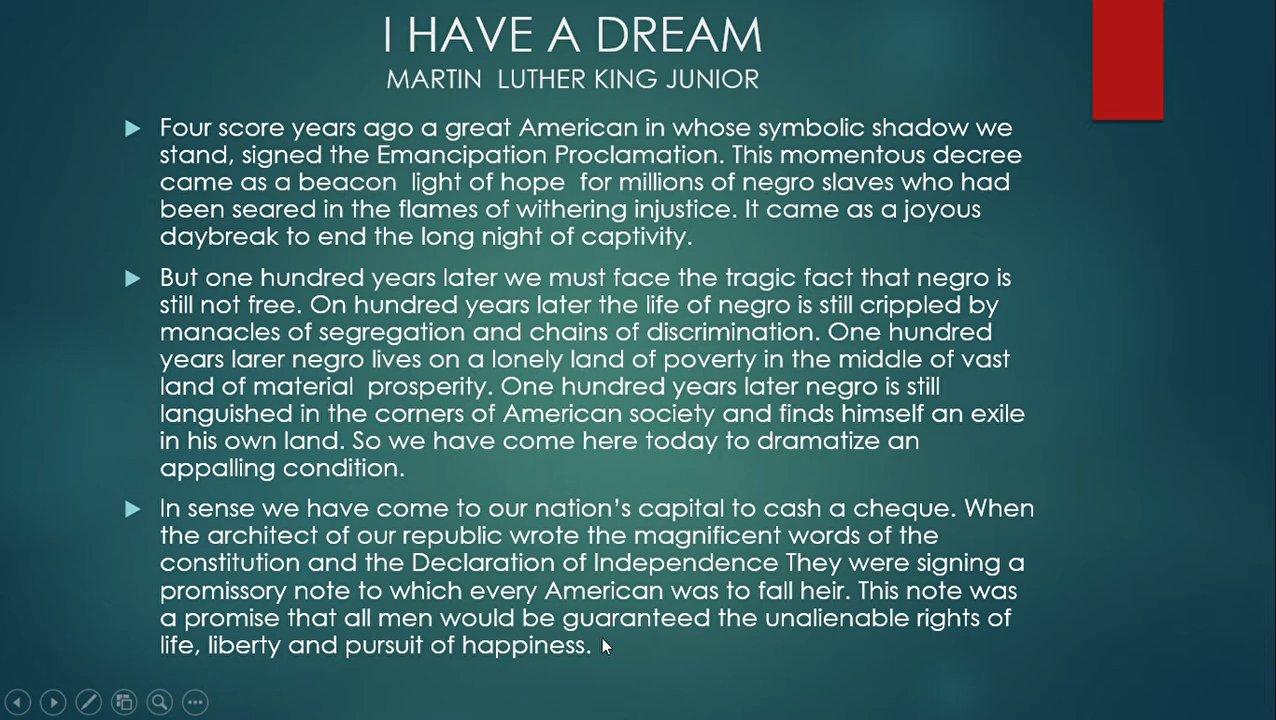 I HAVE A DREAM
MARTIN LUTHER KING JUNIOR
Four score years ago a great American in whose symbolic shadow we
stand, signed the Emancipation Proclamation. This momentous decree
came as a beacon light of hope for millions of negro slaves who had
been seared in the flames of withering injustice. It came as a joyous
daybreak to end the long night of captivity.
But one hundred years later we must face the tragic fact that negro is
still not free. On hundred years later the life of negro is still crippled by
manacles of segregation and chains of discrimination. One hundred
years larer negro lives on a lonely land of poverty in the middle of vast
land of material prosperity. One hundred years later negro is still
languished in the corners of American society and finds himself an exile
in his own land. So we have come here today to dramatize an
appalling condition.
In sense we have come to our nation's capital to cash a cheque. When
the architect of our republic wrote the magnificent words of the
constitution and the Declaration of Independence They were signing a
promissory note to which every American was to fall heir. This note was
a promise that all men would be guaranteed the unalienable rights of
life, liberty and pursuit of happiness.